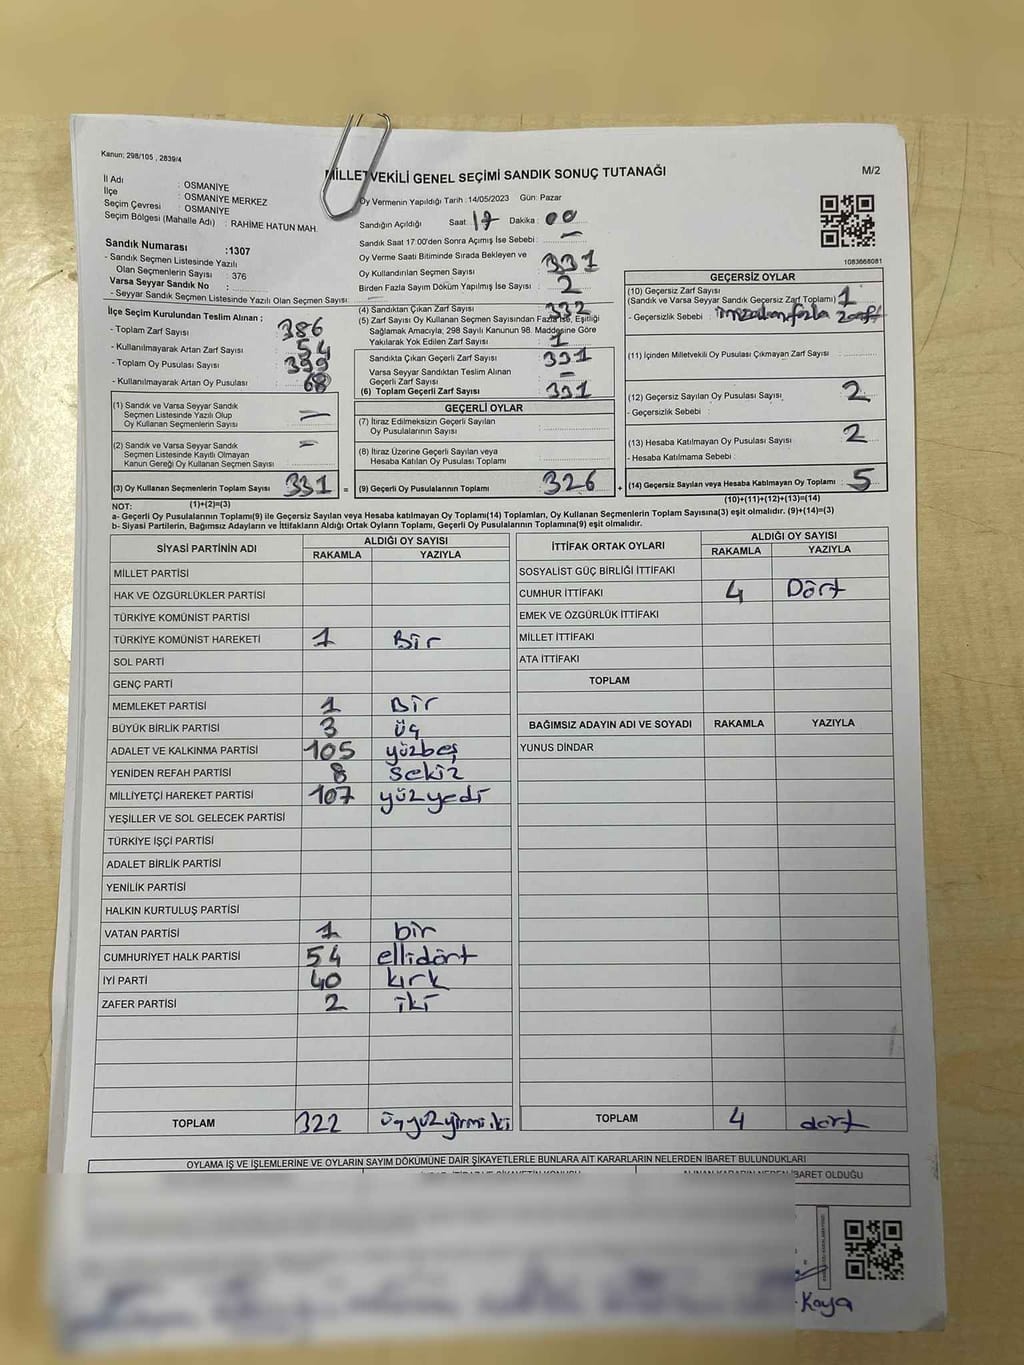 Kanun; 298/105 , 2839/4
MİLLETVEKİLİ GENEL SEÇİMİ SANDIK SONUÇ TUTANAĞI
M/2
İl Adı : OSMANİYE
İlçe : OSMANİYE MERKEZ
Seçim Çevresi : OSMANİYE
Seçim Bölgesi (Mahalle Adı) : RAHİME HATUN MAH.
Sandık Numarası :1307
- Sandık Seçmen Listesinde Yazılı
Olan Seçmenlerin Sayısı : 376
Varsa Seyyar Sandık No :
- Seyyar Sandık Seçmen Listesinde Yazılı Olan Seçmen Sayısı:
İlçe Seçim Kurulundan Teslim Alınan ;
- Toplam Zarf Sayısı 386
- Kullanılmayarak Artan Zarf Sayısı 54
- Toplam Oy Pusulası Sayısı 399
- Kullanılmayarak Artan Oy Pusulası 68
(1) Sandık ve Varsa Seyyar Sandık
Seçmen Listesinde Yazılı Olup
Oy Kullanan Seçmenlerin Sayısı —
(2) Sandık ve Varsa Seyyar Sandık
Seçmen Listesinde Kayıtlı Olmayan
Kanun Gereği Oy Kullanan Seçmen Sayısı —
(3) Oy Kullanan Seçmenlerin Toplam Sayısı 331 =
(1)+(2)=(3)
Oy Vermenin Yapıldığı Tarih : 14/05/2023 Gün: Pazar
Sandığın Açıldığı Saat: 17 Dakika : 00
Sandık Saat 17:00'den Sonra Açımış İse Sebebi : —
Oy Verme Saati Bitiminde Sırada Bekleyen ve
Oy Kullandırılan Seçmen Sayısı : 331
Birden Fazla Sayım Döküm Yapılmış İse Sayısı : 2
(4) Sandıktan Çıkan Zarf Sayısı : 332
(5) Zarf Sayısı Oy Kullanan Seçmen Sayısından Fazla ise, Eşitliği
Sağlamak Amacıyla; 298 Sayılı Kanunun 98. Maddesine Göre
Yakılarak Yok Edilen Zarf Sayısı : 1
Sandıkta Çıkan Geçerli Zarf Sayısı : 331
Varsa Seyyar Sandıktan Teslim Alınan
Geçerli Zarf Sayısı : —
(6) Toplam Geçerli Zarf Sayısı : 331
GEÇERLİ OYLAR
(7) İtiraz Edilmeksizin Geçerli Sayılan
Oy Pusulalarının Sayısı :
(8) İtiraz Üzerine Geçerli Sayılan veya
Hesaba Katılan Oy Pusulası Toplamı :
(9) Geçerli Oy Pusulalarının Toplamı : 326 +
1083668081
GEÇERSİZ OYLAR
(10) Geçersiz Zarf Sayısı
(Sandık ve Varsa Seyyar Sandık Geçersiz Zarf Toplamı) : 1
- Geçersizlik Sebebi : fazla zarf
(11) İçinden Milletvekili Oy Pusulası Çıkmayan Zarf Sayısı :
(12) Geçersiz Sayılan Oy Pusulası Sayısı : 2
- Geçersizlik Sebebi :
(13) Hesaba Katılmayan Oy Pusulası Sayısı : 2
- Hesaba Katılmama Sebebi :
(14) Geçersiz Sayılan veya Hesaba Katılmayan Oy Toplamı : 5
(10)+(11)+(12)+(13)=(14)
NOT:
a- Geçerli Oy Pusulalarının Toplamı(9) ile Geçersiz Sayılan veya Hesaba katılmayan Oy Toplamı(14) Toplamları, Oy Kullanan Seçmenlerin Toplam Sayısına(3) eşit olmalıdır. (9)+(14)=(3)
b- Siyasi Partilerin, Bağımsız Adayların ve İttifakların Aldığı Ortak Oyların Toplamı, Geçerli Oy Pusulalarının Toplamına(9) eşit olmalıdır.
SİYASİ PARTİNİN ADI ALDIĞI OY SAYISI
RAKAMLA YAZIYLA
MİLLET PARTİSİ
HAK VE ÖZGÜRLÜKLER PARTİSİ
TÜRKİYE KOMÜNİST PARTİSİ
TÜRKİYE KOMÜNİST HAREKETİ 1 Bir
SOL PARTİ
GENÇ PARTİ
MEMLEKET PARTİSİ 1 Bir
BÜYÜK BİRLİK PARTİSİ 3 üç
ADALET VE KALKINMA PARTİSİ 105 yüzbeş
YENİDEN REFAH PARTİSİ 8 sekiz
MİLLİYETÇİ HAREKET PARTİSİ 107 yüzyedi
YEŞİLLER VE SOL GELECEK PARTİSİ
TÜRKİYE İŞÇİ PARTİSİ
ADALET BİRLİK PARTİSİ
YENİLİK PARTİSİ
HALKIN KURTULUŞ PARTİSİ
VATAN PARTİSİ 1 bir
CUMHURİYET HALK PARTİSİ 54 ellidört
İYİ PARTİ 40 kırk
ZAFER PARTİSİ 2 iki
TOPLAM 322 üçyüzyirmiiki
İTTİFAK ORTAK OYLARI ALDIĞI OY SAYISI
RAKAMLA YAZIYLA
SOSYALİST GÜÇ BİRLİĞİ İTTİFAKI
CUMHUR İTTİFAKI 4 Dört
EMEK VE ÖZGÜRLÜK İTTİFAKI
MİLLET İTTİFAKI
ATA İTTİFAKI
TOPLAM
BAĞIMSIZ ADAYIN ADI VE SOYADI RAKAMLA YAZIYLA
YUNUS DİNDAR
TOPLAM 4 dört
OYLAMA İŞ VE İŞLEMLERİNE VE OYLARIN SAYIM DÖKÜMÜNE DAİR ŞİKAYETLERLE BUNLARA AİT KARARLARIN NELERDEN İBARET BULUNDUKLARI
ALINAN KARARIN NEDEN İBARET OLDUĞU
Kaya